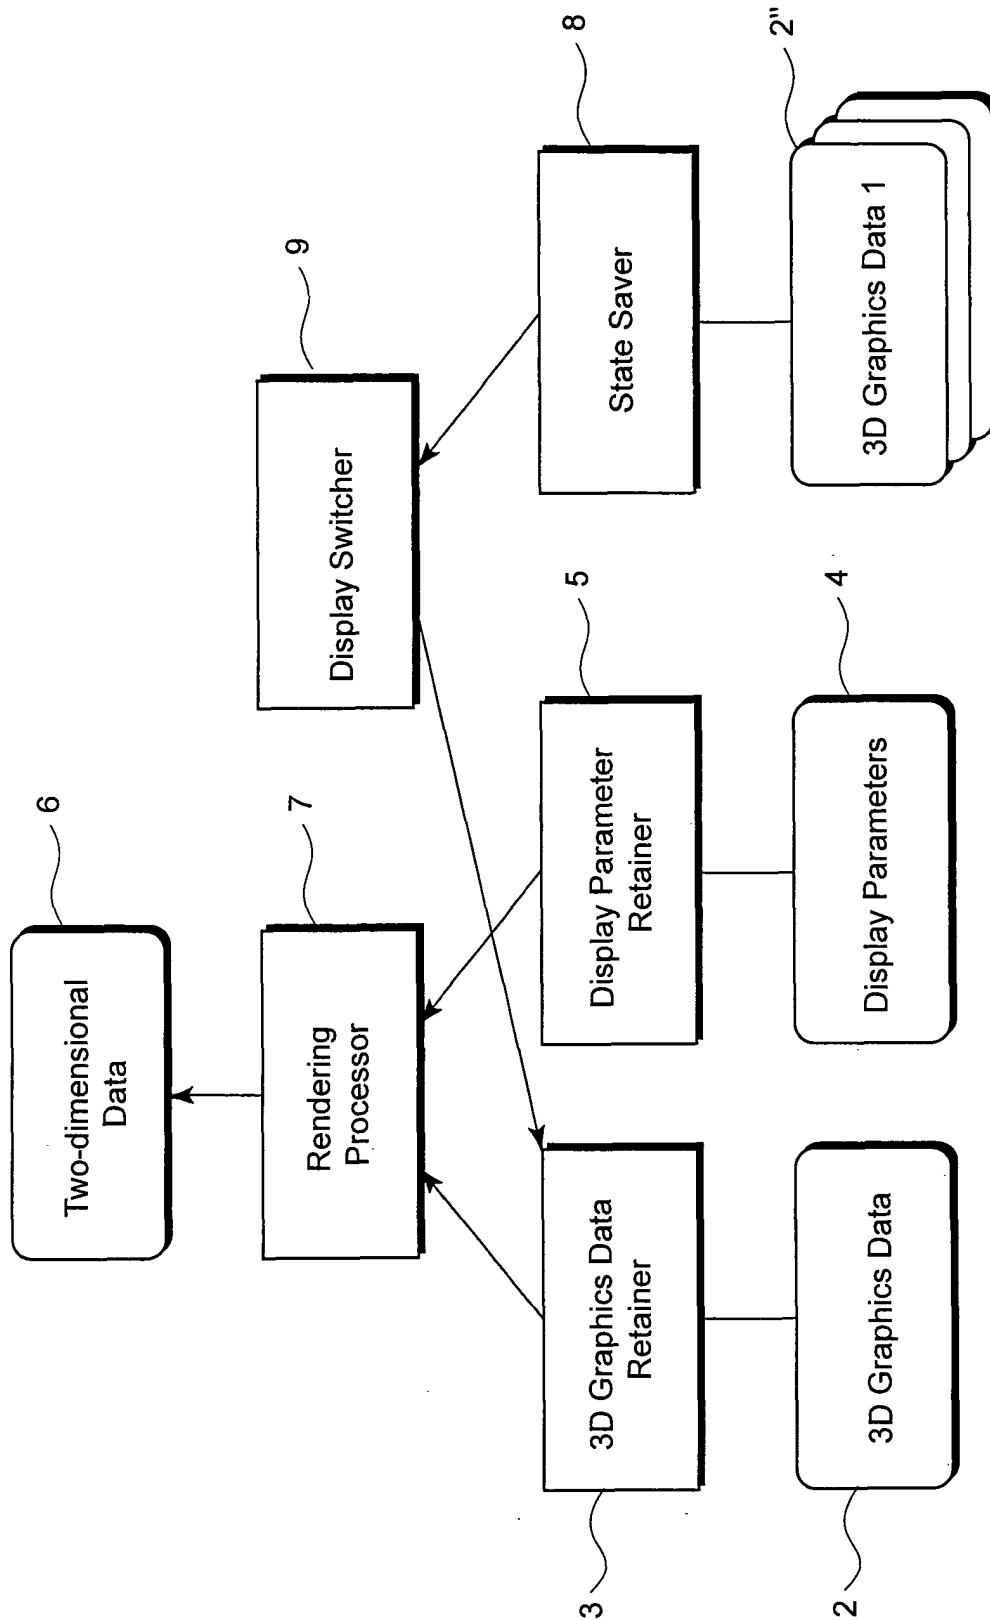 Two-dimensional
Data
6
Rendering
Processor
7
Display Switcher
9
3D Graphics Data
Retainer
3
Display Parameter
Retainer
5
State Saver
8
3D Graphics Data
2
Display Parameters
4
3D Graphics Data 1
2"